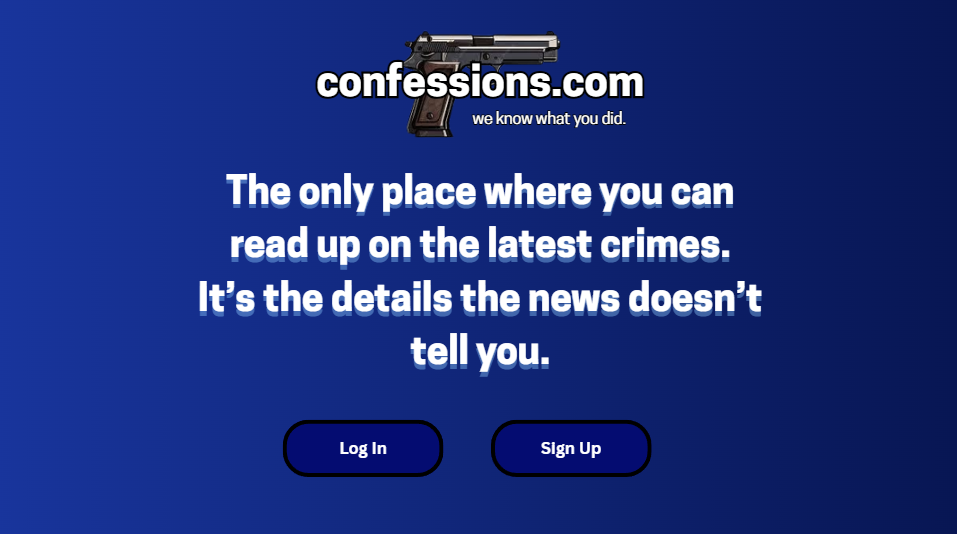 confessions.com
we know what you did.
The only place where you can
read up on the latest crimes.
It’s the details the news doesn’t
tell you.
Log In
Sign Up